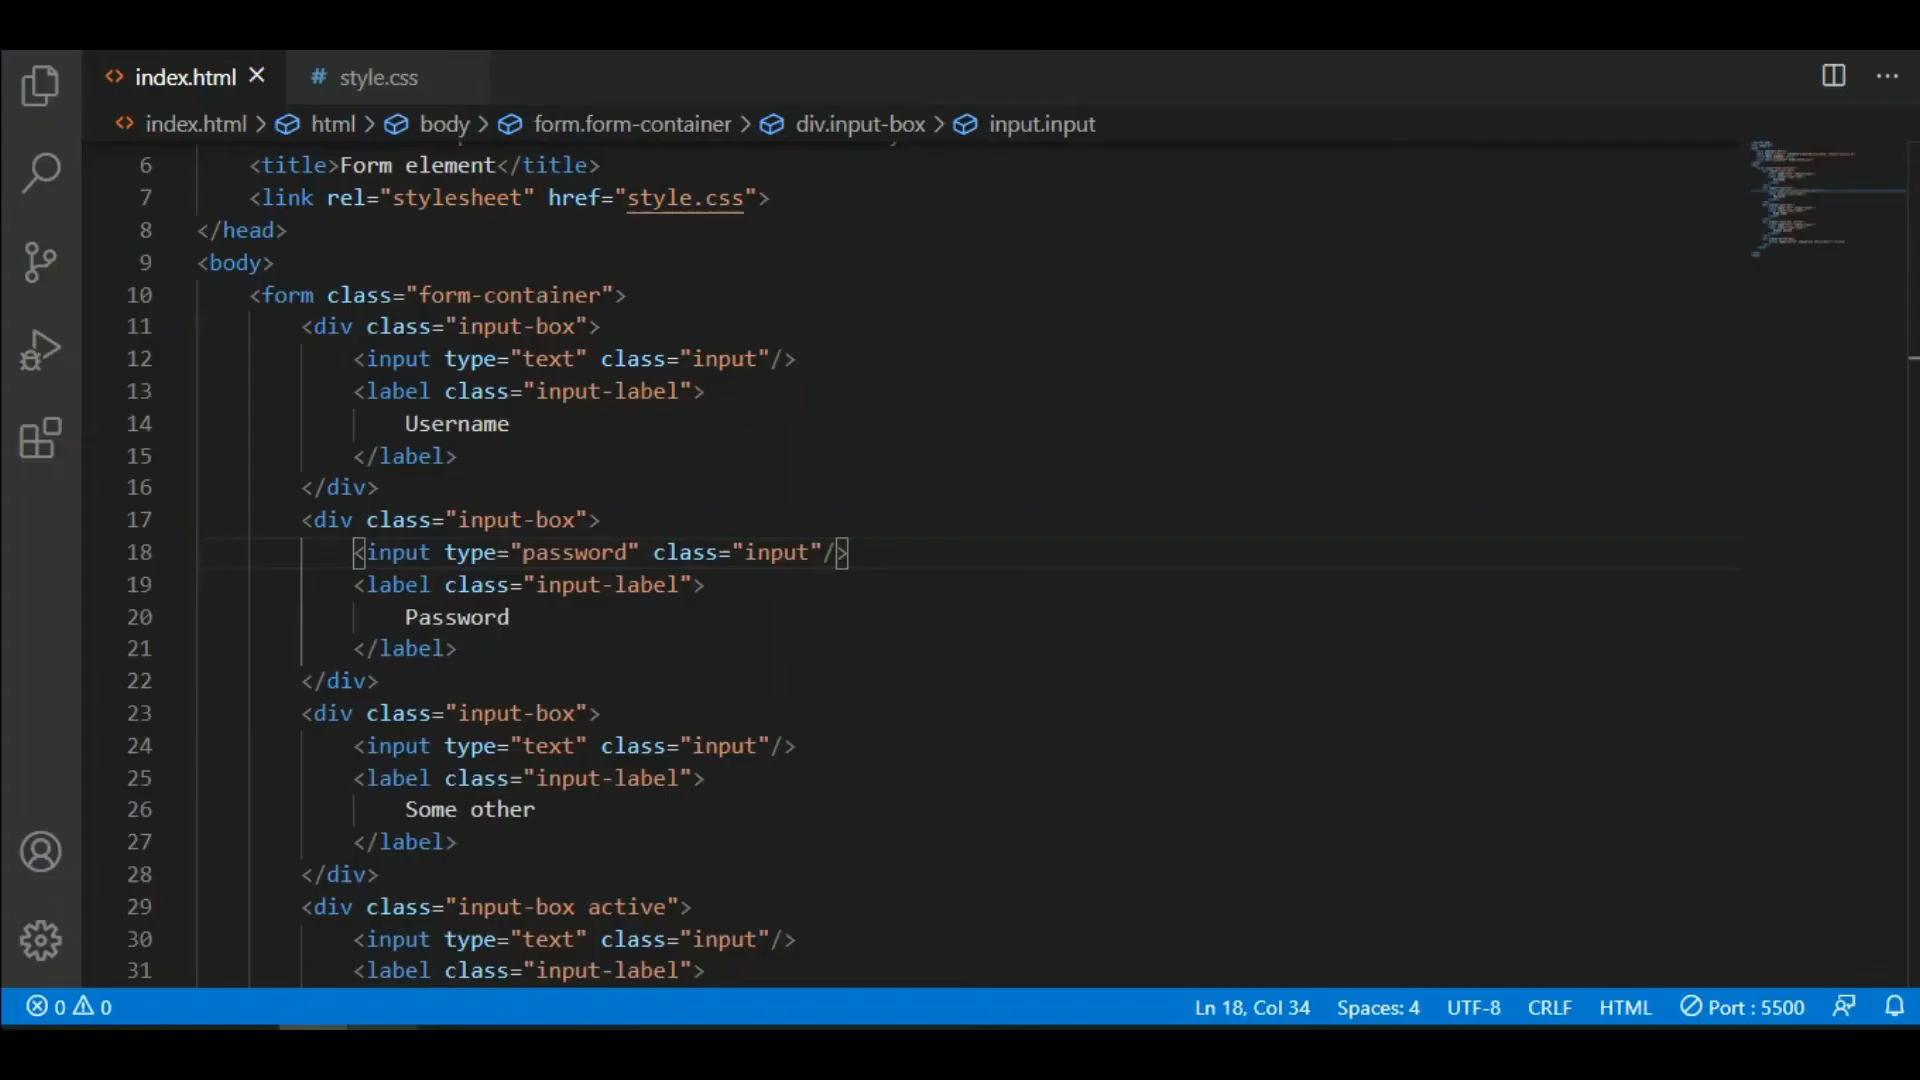 index.html
style.css
index.html > html > body > form.form-container > div.input-box > input.input
6 <title>Form element</title>
7 <link rel="stylesheet" href="style.css">
8 </head>
9 <body>
10 <form class="form-container">
11 <div class="input-box">
12 <input type="text" class="input"/>
13 <label class="input-label">
14 Username
15 </label>
16 </div>
17 <div class="input-box">
18 <input type="password" class="input"/>
19 <label class="input-label">
20 Password
21 </label>
22 </div>
23 <div class="input-box">
24 <input type="text" class="input"/>
25 <label class="input-label">
26 Some other
27 </label>
28 </div>
29 <div class="input-box active">
30 <input type="text" class="input"/>
31 <label class="input-label">
0 0 Ln 18, Col 34 Spaces: 4 UTF-8 CRLF HTML Port : 5500